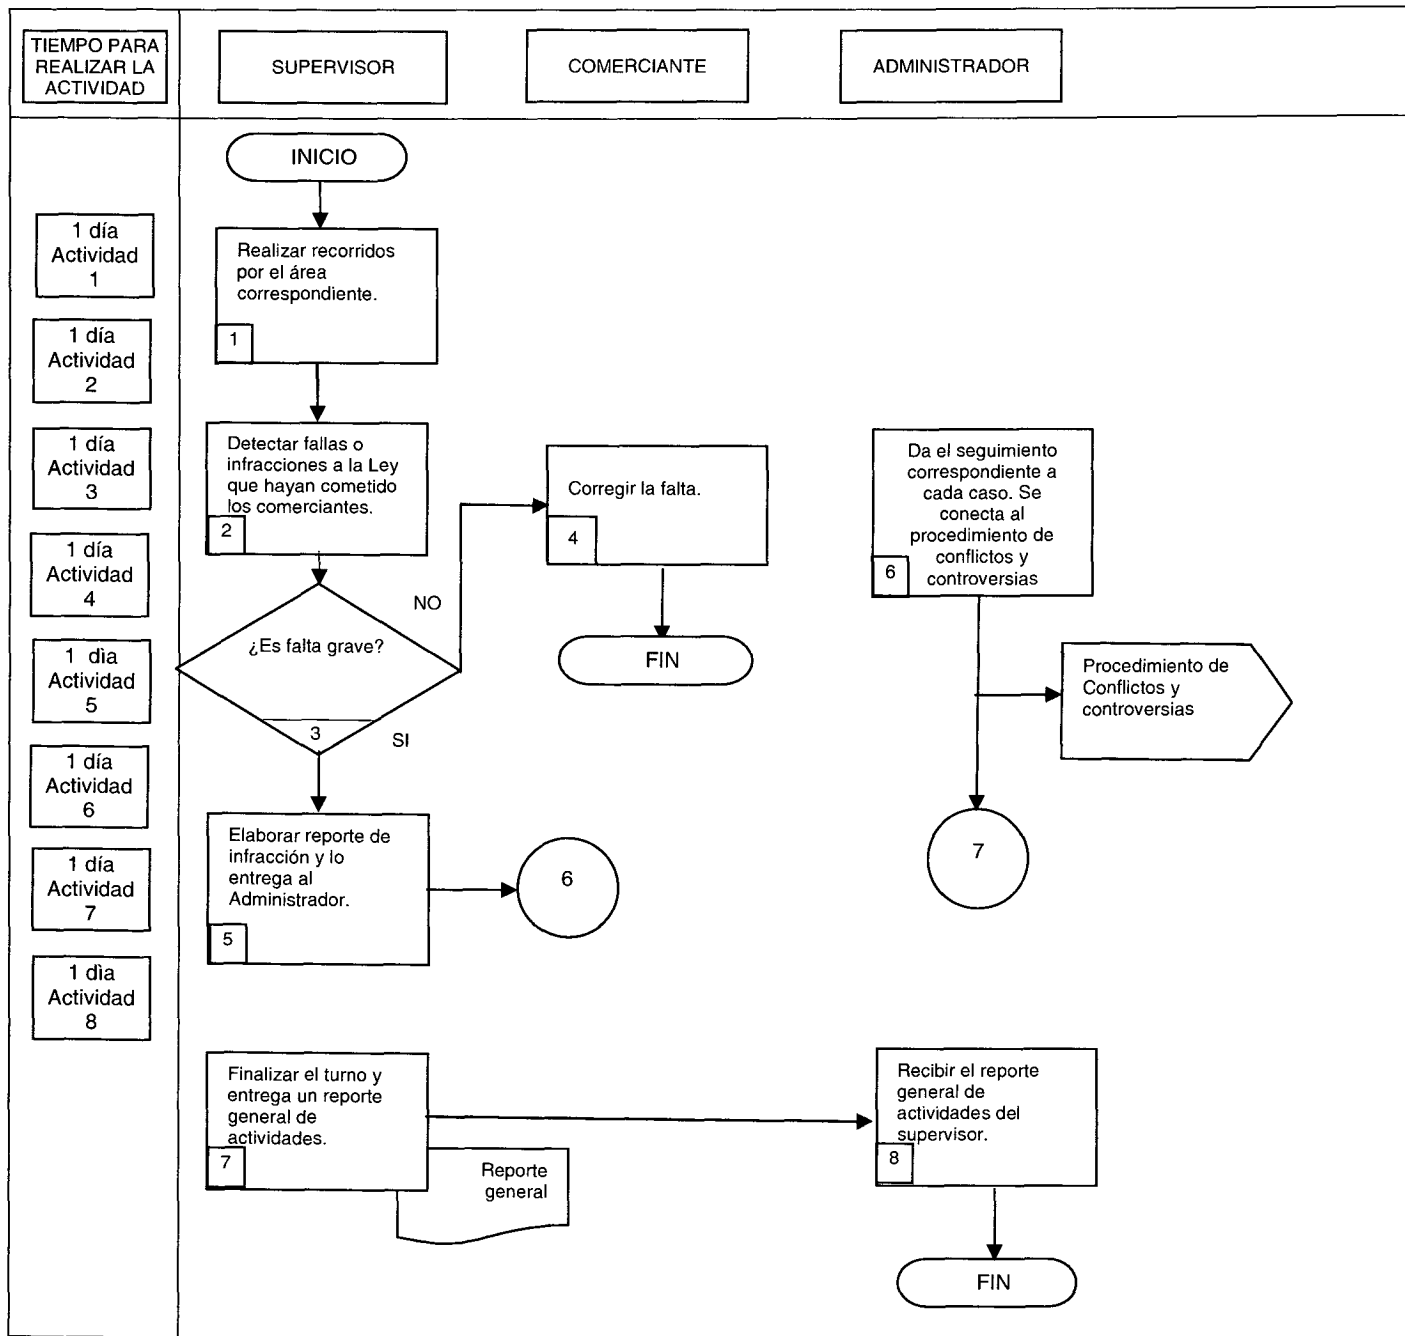 TIEMPO PARA
REALIZAR LA
ACTIVIDAD
SUPERVISOR
COMERCIANTE
ADMINISTRADOR
INICIO
1 día
Actividad
1
Realizar recorridos
por el área
correspondiente.
1
1 día
Actividad
2
1 día
Actividad
3
Detectar fallas o
infracciones a la Ley
que hayan cometido
los comerciantes.
2
Corregir la falta.
4
Da el seguimiento
correspondiente a
cada caso. Se
conecta al
procedimiento de
conflictos y
controversias
6
1 día
Actividad
4
NO
¿Es falta grave?
3
SI
FIN
1 dìa
Actividad
5
Procedimiento de
Conflictos y
controversias
1 día
Actividad
6
Elaborar reporte de
infracción y lo
entrega al
Administrador.
5
6
7
1 día
Actividad
7
1 dìa
Actividad
8
Finalizar el turno y
entrega un reporte
general de
actividades.
7
Reporte
general
Recibir el reporte
general de
actividades del
supervisor.
8
FIN